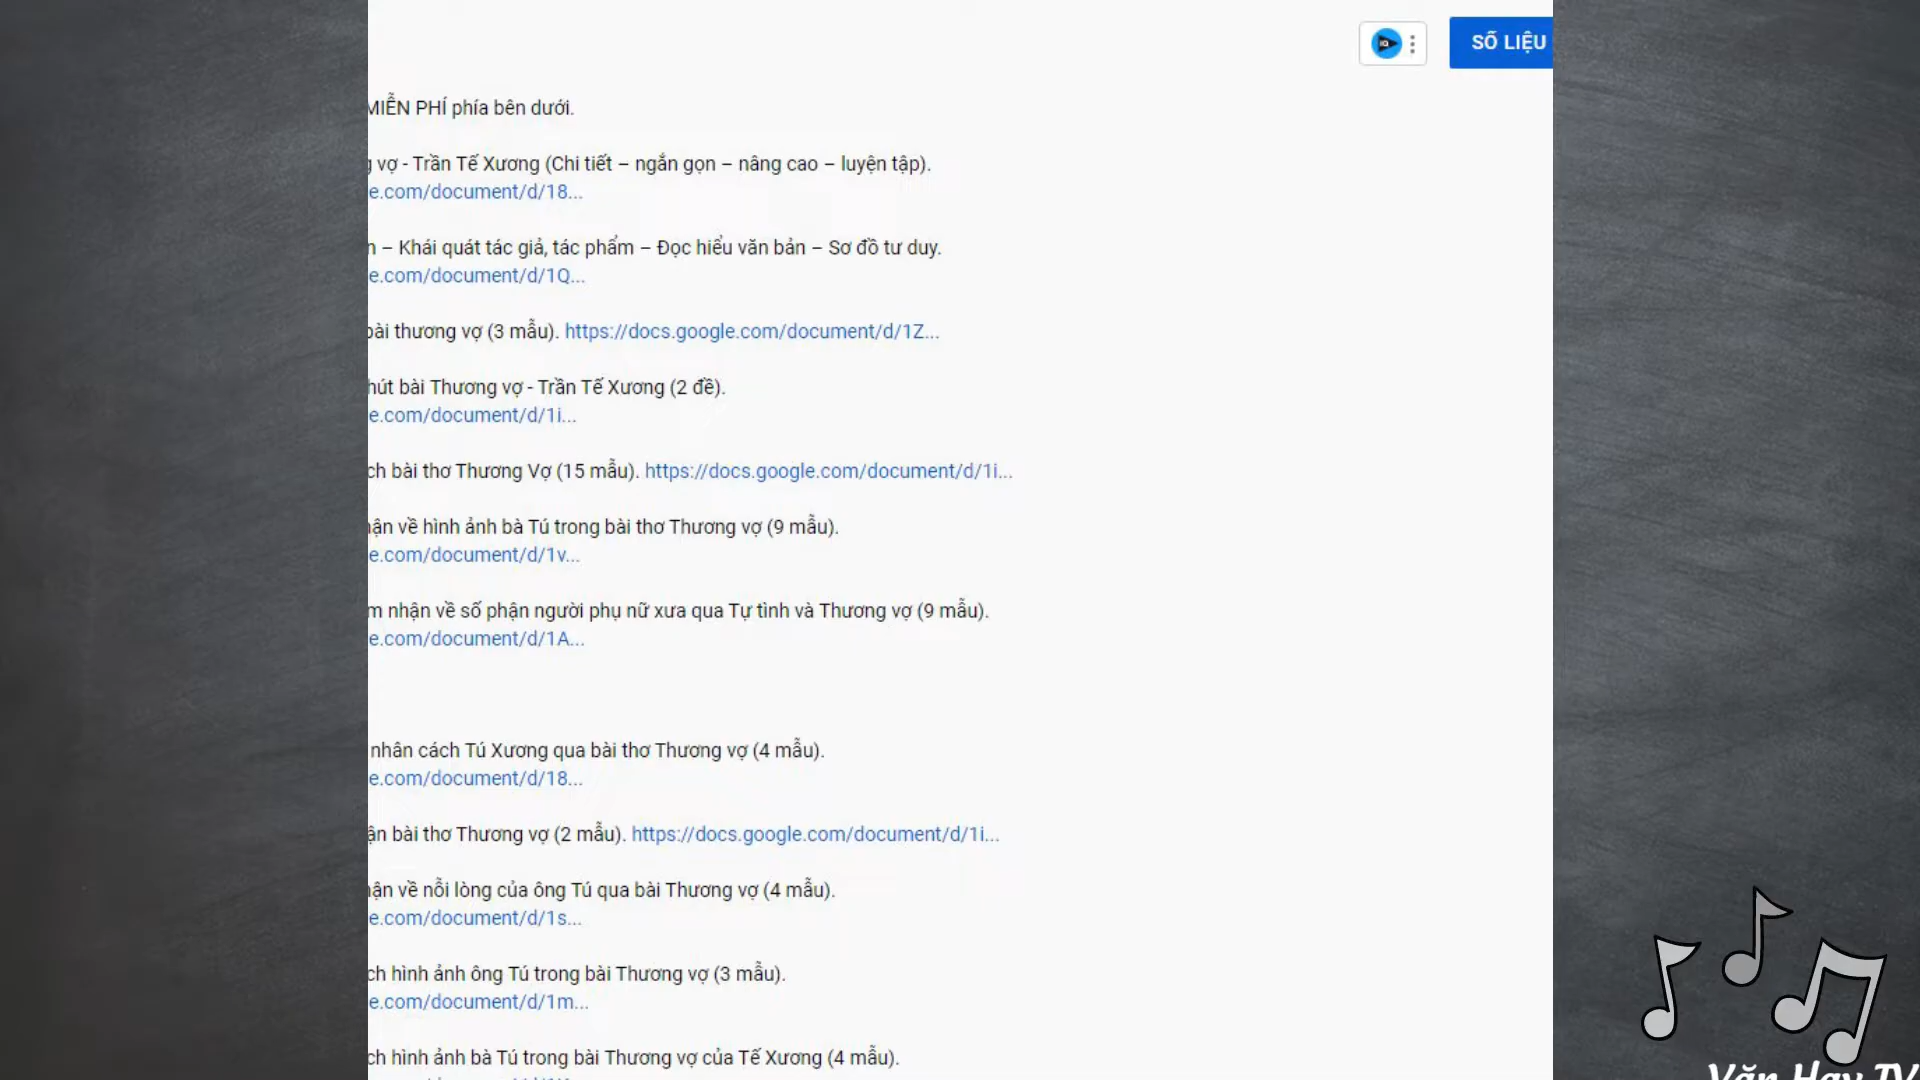 SỐ LIỆU
MIỄN PHÍ phía bên dưới.
vợ - Trần Tế Xương (Chi tiết – ngắn gọn – nâng cao – luyện tập).
e.com/document/d/18...
– Khái quát tác giả, tác phẩm – Đọc hiểu văn bản – Sơ đồ tư duy.
e.com/document/d/1Q...
bài thương vợ (3 mẫu). https://docs.google.com/document/d/1Z...
hút bài Thương vợ - Trần Tế Xương (2 đề).
e.com/document/d/1i...
ch bài thơ Thương Vợ (15 mẫu). https://docs.google.com/document/d/1i...
ận về hình ảnh bà Tú trong bài thơ Thương vợ (9 mẫu).
e.com/document/d/1v...
m nhận về số phận người phụ nữ xưa qua Tự tình và Thương vợ (9 mẫu).
e.com/document/d/1A...
nhân cách Tú Xương qua bài thơ Thương vợ (4 mẫu).
e.com/document/d/18...
ận bài thơ Thương vợ (2 mẫu). https://docs.google.com/document/d/1i...
ận về nỗi lòng của ông Tú qua bài Thương vợ (4 mẫu).
e.com/document/d/1s...
ch hình ảnh ông Tú trong bài Thương vợ (3 mẫu).
e.com/document/d/1m...
ch hình ảnh bà Tú trong bài Thương vợ của Tế Xương (4 mẫu).
Văn Hay TV